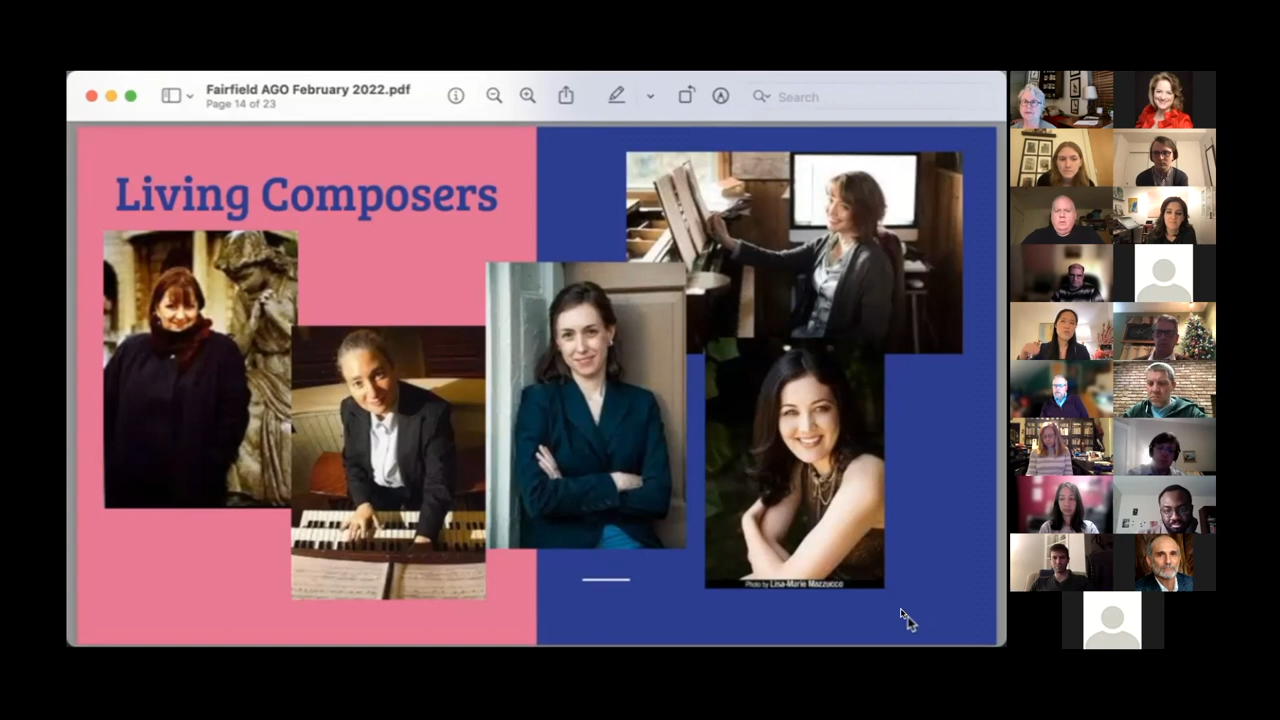 Fairfield AGO February 2022.pdf
Page 14 of 23
Search
Living Composers
Photo by Lisa-Marie Mazzucco